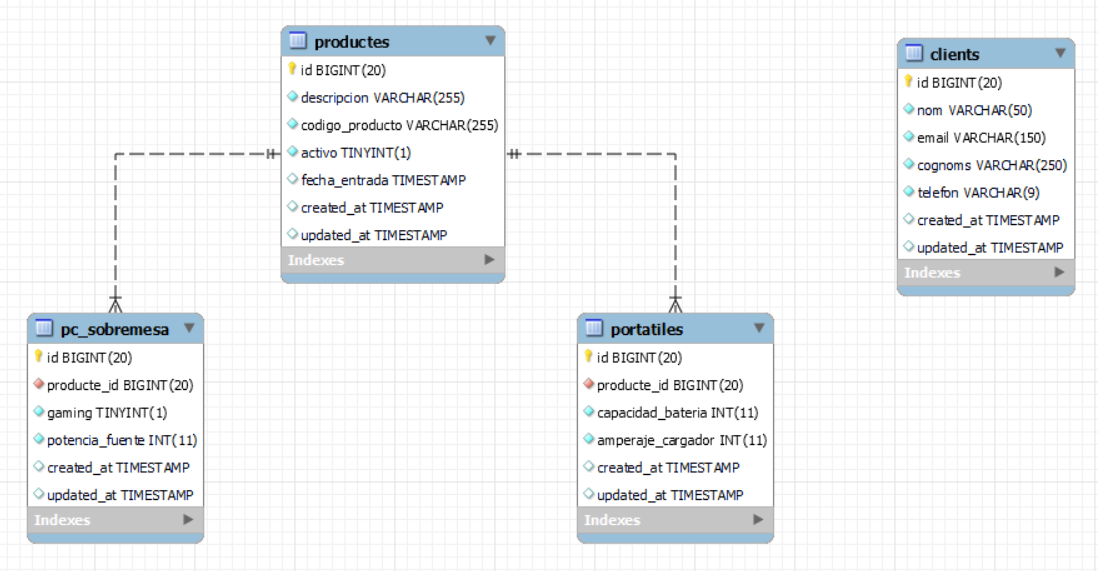 productes
id BIGINT(20)
descripcion VARCHAR(255)
codigo_producto VARCHAR(255)
activo TINYINT(1)
fecha_entrada TIMESTAMP
created_at TIMESTAMP
updated_at TIMESTAMP
Indexes
clients
id BIGINT(20)
nom VARCHAR(50)
email VARCHAR(150)
cognoms VARCHAR(250)
telefon VARCHAR(9)
created_at TIMESTAMP
updated_at TIMESTAMP
Indexes
pc_sobremesa
id BIGINT(20)
producte_id BIGINT(20)
gaming TINYINT(1)
potencia_fuente INT(11)
created_at TIMESTAMP
updated_at TIMESTAMP
Indexes
portatiles
id BIGINT(20)
producte_id BIGINT(20)
capacidad_bateria INT(11)
amperaje_cargador INT(11)
created_at TIMESTAMP
updated_at TIMESTAMP
Indexes